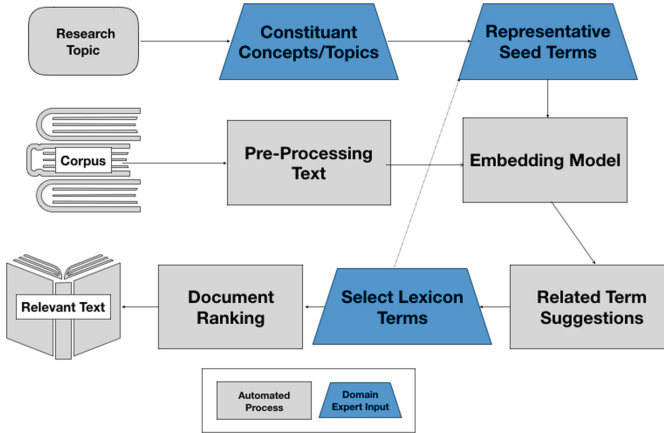 Research
Topic
Constituant
Concepts/Topics
Representative
Seed Terms
Corpus
Pre-Processing
Text
Embedding Model
Relevant Text
Document
Ranking
Select Lexicon
Terms
Related Term
Suggestions
Automated
Process
Domain
Expert Input